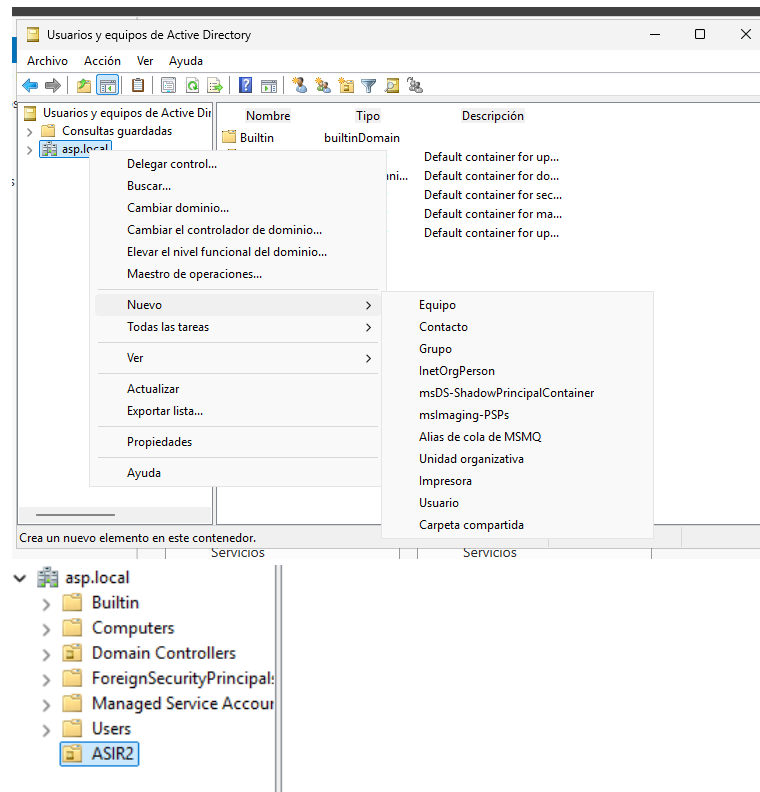 Usuarios y equipos de Active Directory
Archivo Acción Ver Ayuda
Usuarios y equipos de Active Dir
Consultas guardadas
asp.local
Nombre Tipo Descripción
Builtin builtinDomain
Default container for up...
ni... Default container for do...
Default container for sec...
Default container for ma...
Default container for up...
Delegar control...
Buscar...
Cambiar dominio...
Cambiar el controlador de dominio...
Elevar el nivel funcional del dominio...
Maestro de operaciones...
Nuevo
Todas las tareas
Ver
Actualizar
Exportar lista...
Propiedades
Ayuda
Equipo
Contacto
Grupo
InetOrgPerson
msDS-ShadowPrincipalContainer
msImaging-PSPs
Alias de cola de MSMQ
Unidad organizativa
Impresora
Usuario
Carpeta compartida
Crea un nuevo elemento en este contenedor.
Servicios Servicios
asp.local
Builtin
Computers
Domain Controllers
ForeignSecurityPrincipals
Managed Service Accour
Users
ASIR2